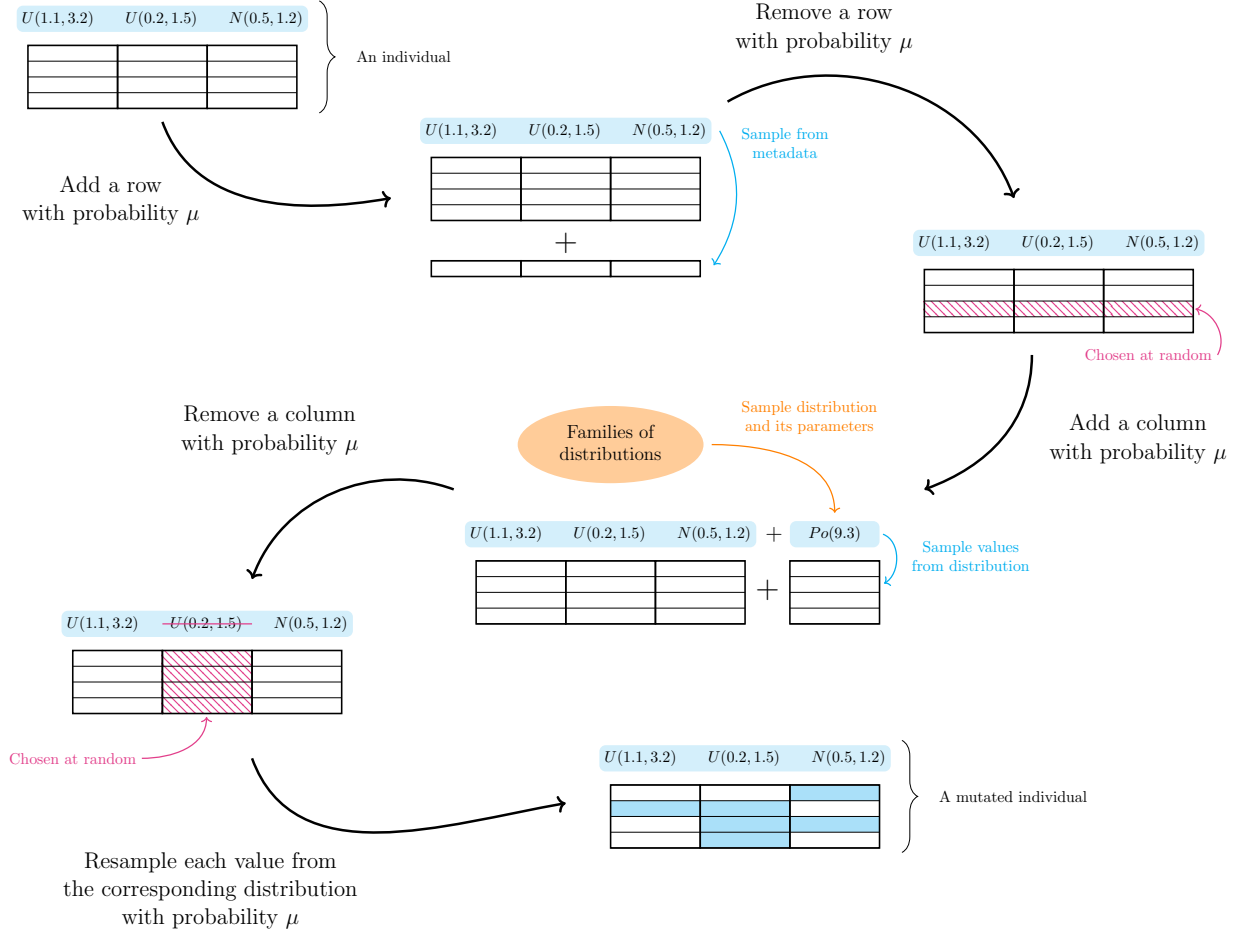 U(1.1, 3.2) U(0.2, 1.5) N(0.5, 1.2)
An individual
Add a row
with probability μ
U(1.1, 3.2) U(0.2, 1.5) N(0.5, 1.2)
+
Sample from
metadata
Remove a row
with probability μ
U(1.1, 3.2) U(0.2, 1.5) N(0.5, 1.2)
Chosen at random
Add a column
with probability μ
Families of
distributions
Sample distribution
and its parameters
U(1.1, 3.2) U(0.2, 1.5) N(0.5, 1.2) + Po(9.3)
+
Sample values
from distribution
Remove a column
with probability μ
U(1.1, 3.2) U(0.2, 1.5) N(0.5, 1.2)
Chosen at random
Resample each value from
the corresponding distribution
with probability μ
U(1.1, 3.2) U(0.2, 1.5) N(0.5, 1.2)
A mutated individual